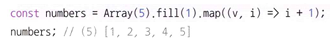 const numbers = Array(5).fill(1).map((v, i) => i + 1);
numbers; // (5) [1, 2, 3, 4, 5]